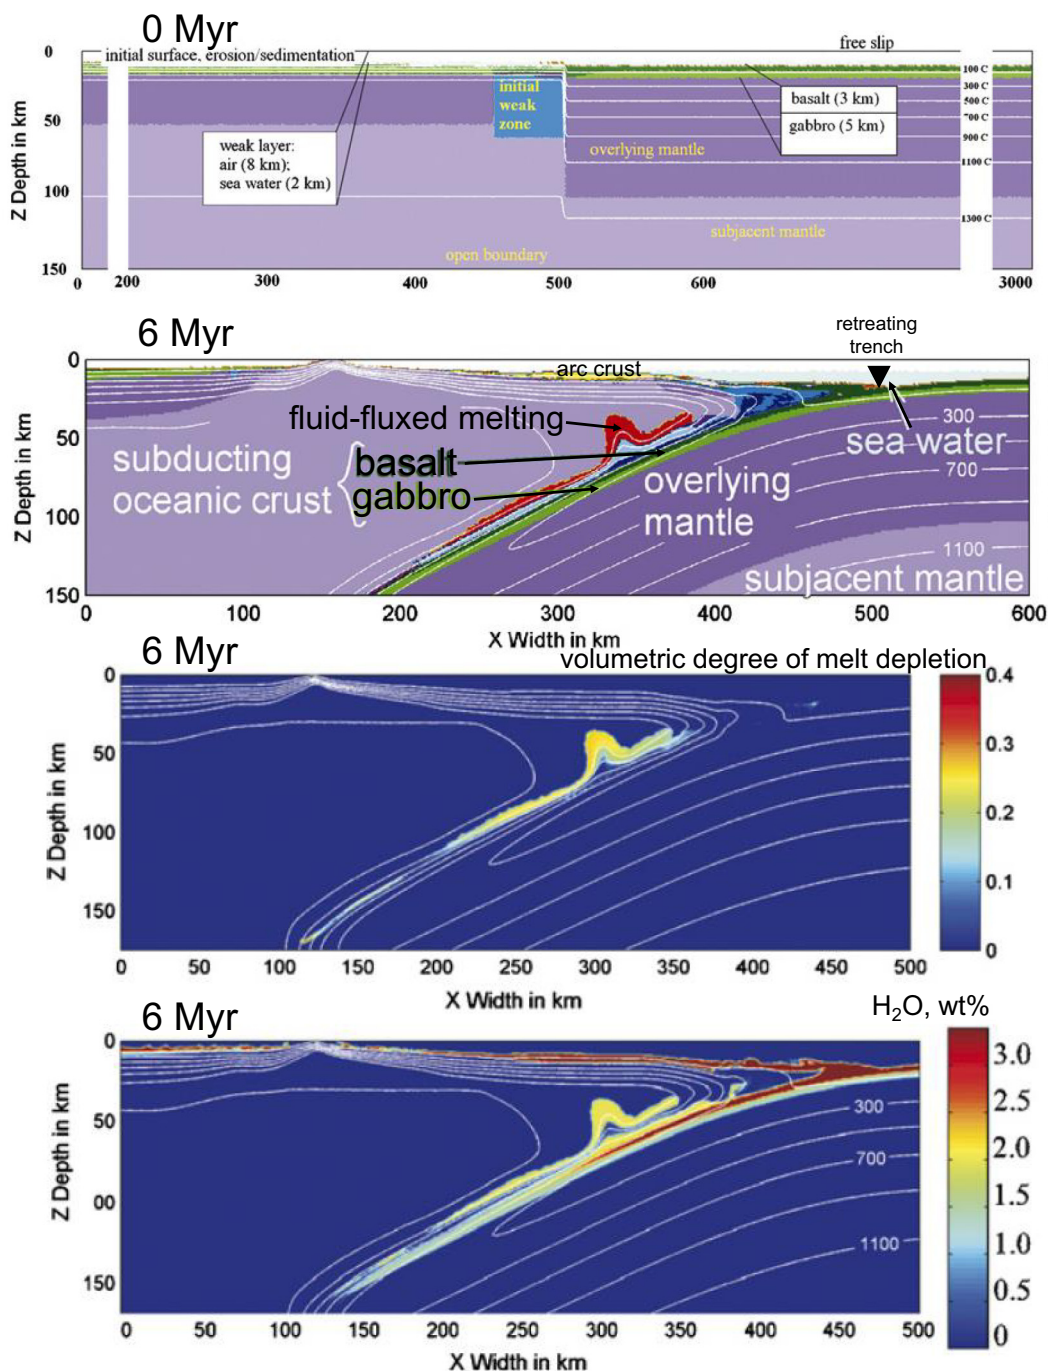 0 Myr
initial surface, erosion/sedimentation
free slip
0
50
100
150
Z Depth in km
initial
weak
zone
weak layer:
air (8 km);
sea water (2 km)
basalt (3 km)
gabbro (5 km)
overlying mantle
subjacent mantle
open boundary
100 C
300 C
500 C
700 C
900 C
1100 C
1300 C
0 200 300 400 500 600 3000
6 Myr
retreating
trench
0
50
100
150
Z Depth in km
arc crust
fluid-fluxed melting
subducting
oceanic crust
basalt
gabbro
overlying
mantle
sea water
subjacent mantle
300
700
1100
0 100 200 300 400 500 600
X Width in km
6 Myr
volumetric degree of melt depletion
0
50
100
150
Z Depth in km
0.4
0.3
0.2
0.1
0
0 50 100 150 200 250 300 350 400 450 500
X Width in km
6 Myr
H2O, wt%
0
50
00
150
Z Depth in km
300
700
1100
3.0
2.5
2.0
1.5
1.0
0.5
0
0 50 100 150 200 250 300 350 400 450 500
X Width in km